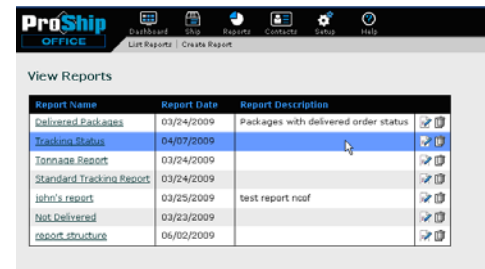 ProShip
OFFICE
Dashboard Ship Reports Contacts Setup Help
List Reports | Create Report
View Reports
Report Name Report Date Report Description
Delivered Packages 03/24/2009 Packages with delivered order status
Tracking Status 04/07/2009
Tonnage Report 03/24/2009
Standard Tracking Report 03/24/2009
john's report 03/25/2009 test report ncof
Not Delivered 03/23/2009
report structure 06/02/2009